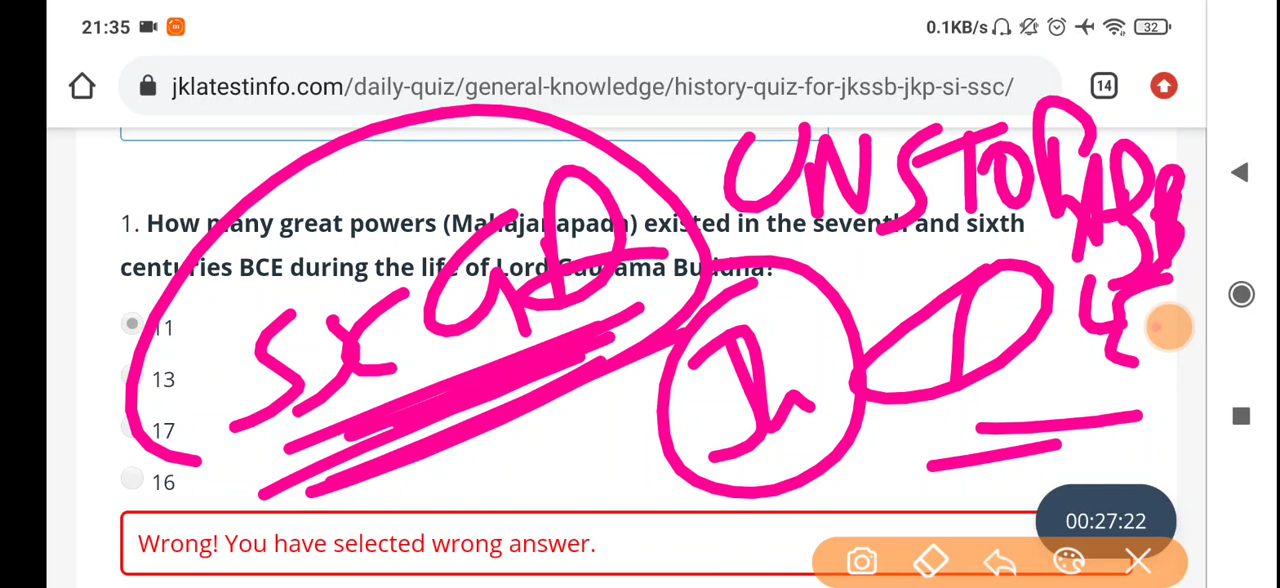 21:35 0.1KB/s 32
jklatestinfo.com/daily-quiz/general-knowledge/history-quiz-for-jkssb-jkp-si-ssc/ 14
1. How many great powers (Mahajanapada) existed in the seventh and sixth
centuries BCE during the life of Lord Gautama Buddha?
11
13
17
16
Wrong! You have selected wrong answer.
00:27:22